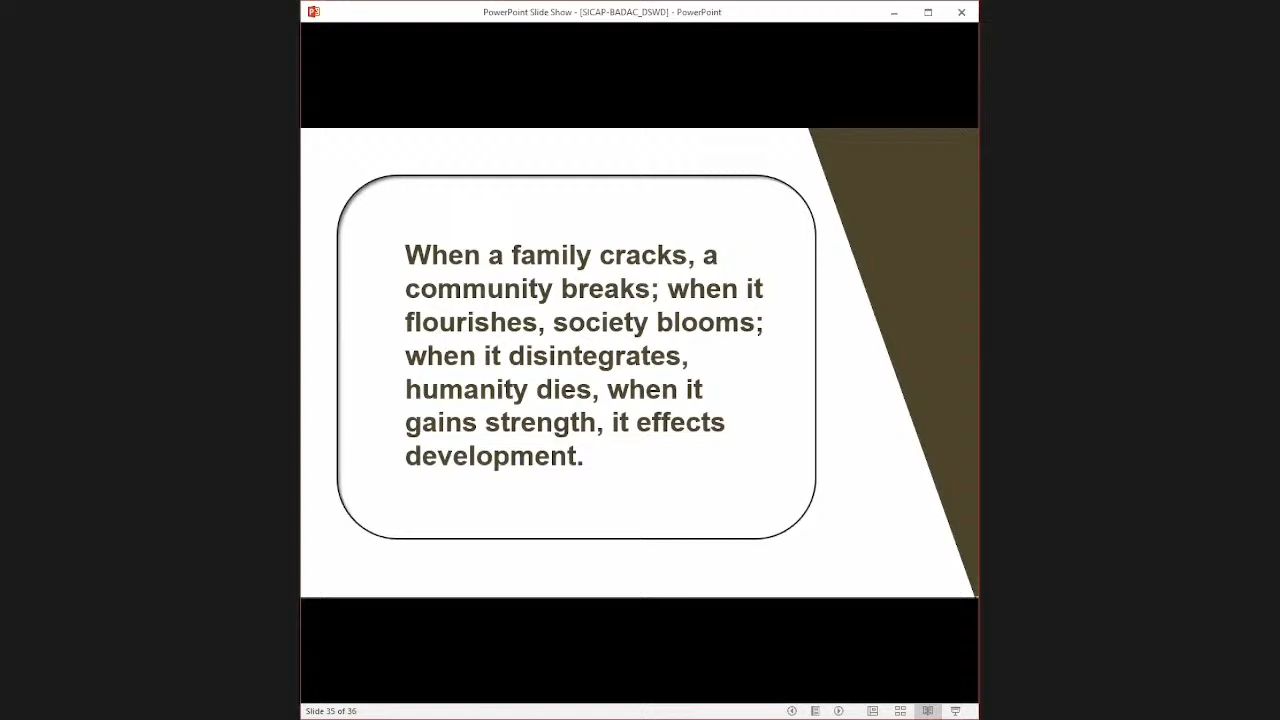 PowerPoint Slide Show - [SICAP-BADAC_DSWD] - PowerPoint
When a family cracks, a
community breaks; when it
flourishes, society blooms;
when it disintegrates,
humanity dies, when it
gains strength, it effects
development.
Slide 35 of 36